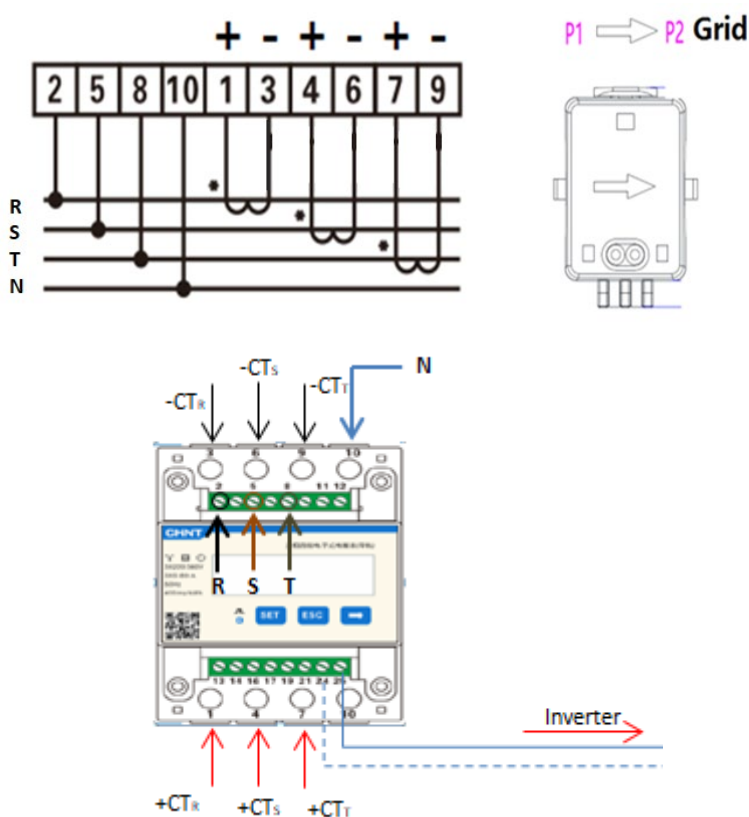 + - + - + -
P1 P2 Grid
2 5 8 10 1 3 4 6 7 9
R
S
T
N
-CTR
-CTS
-CTT
N
3 6 9 10
2 5 8 11 12
CHNT
R S T
SET ESC
13 14 16 17 19 21 24 25
1 4 7 10
Inverter
+CTR
+CTS
+CTT